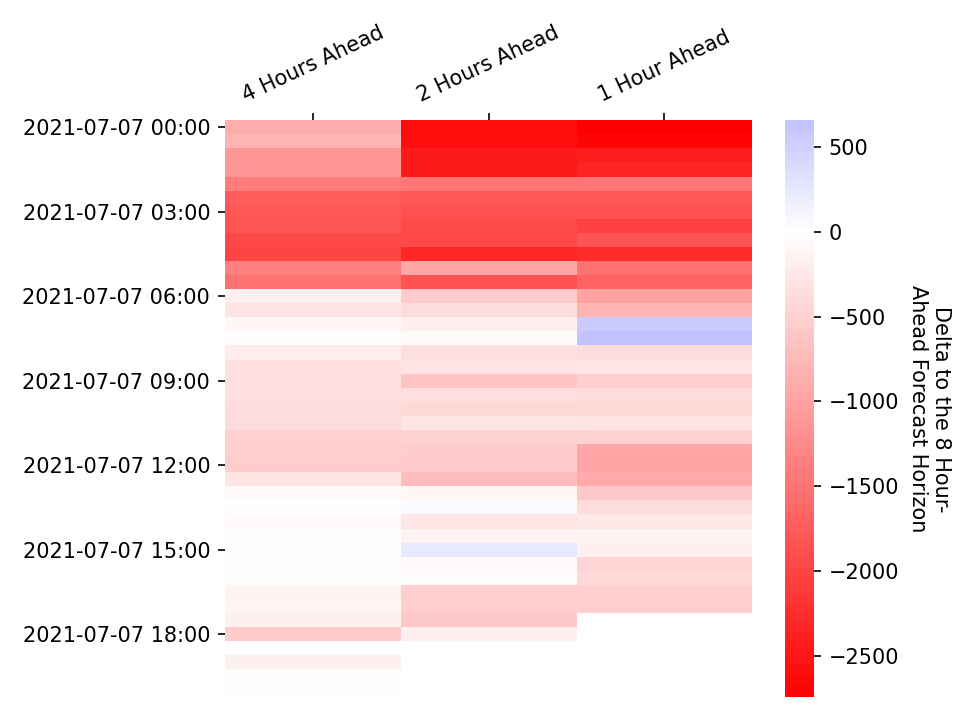 4 Hours Ahead
2 Hours Ahead
1 Hour Ahead
2021-07-07 00:00
2021-07-07 03:00
2021-07-07 06:00
2021-07-07 09:00
2021-07-07 12:00
2021-07-07 15:00
2021-07-07 18:00
500
0
−500
−1000
−1500
−2000
−2500
Delta to the 8 Hour-
Ahead Forecast Horizon